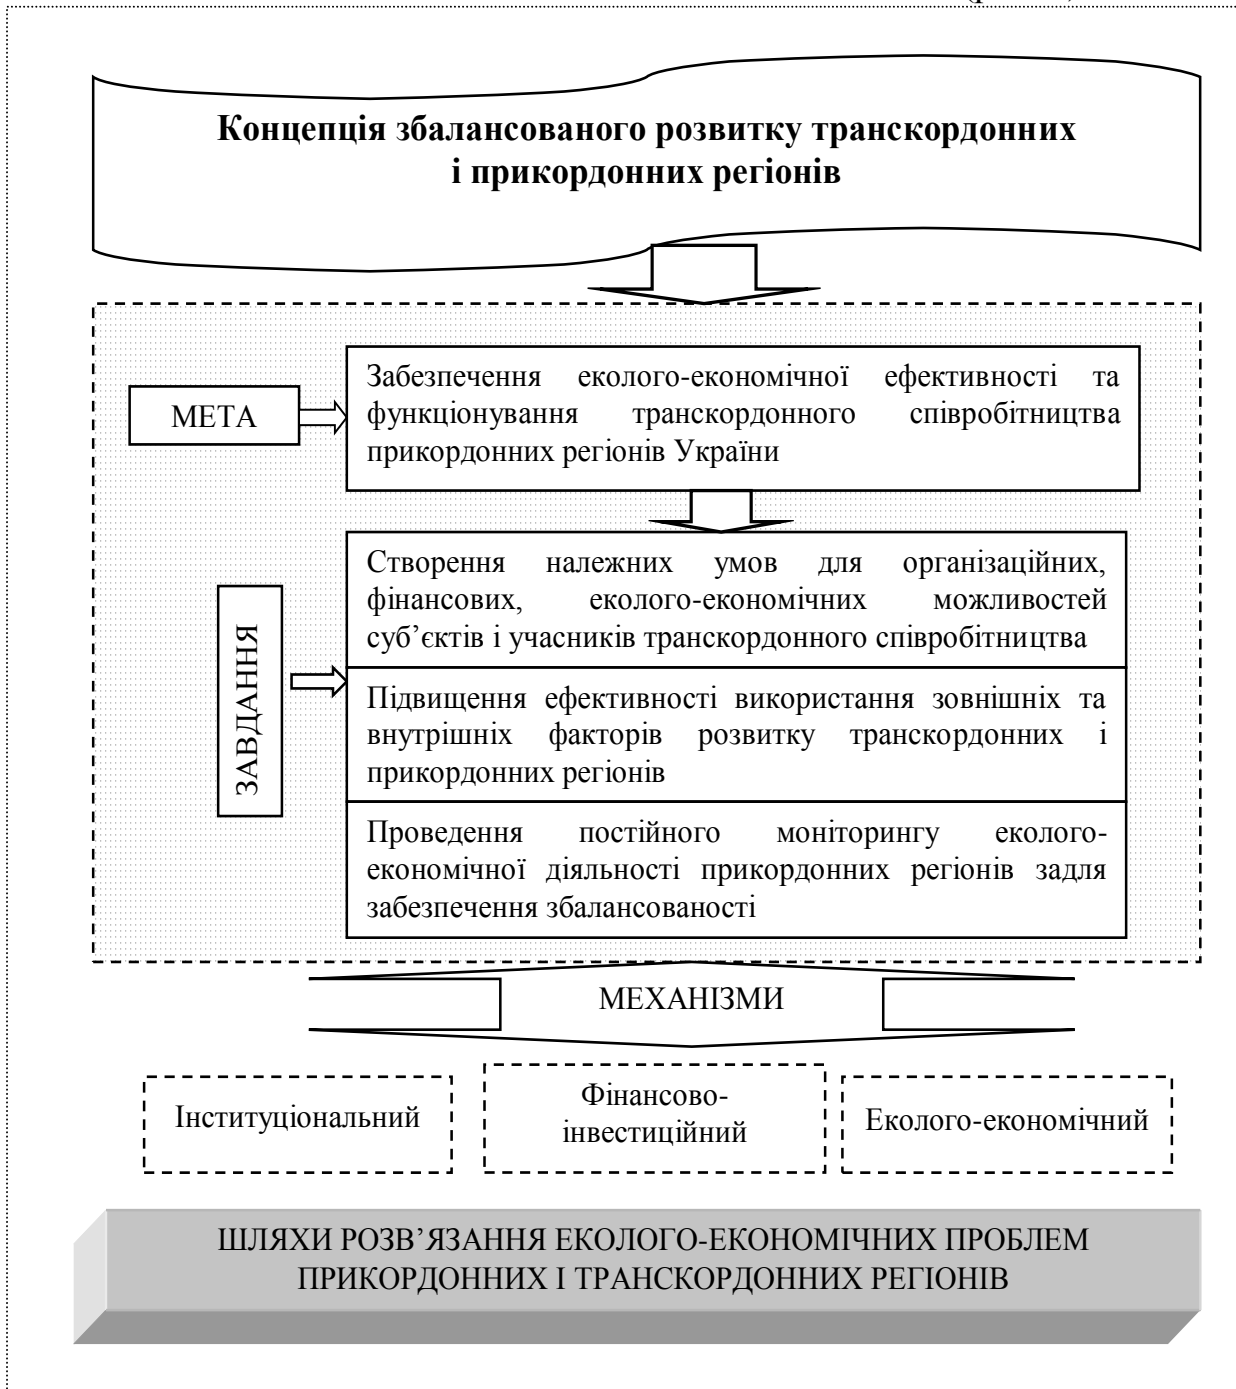 Концепція збалансованого розвитку транскордонних
і прикордонних регіонів
МЕТА
Забезпечення еколого-економічної ефективності та
функціонування транскордонного співробітництва
прикордонних регіонів України
ЗАВДАННЯ
Створення належних умов для організаційних,
фінансових, еколого-економічних можливостей
суб’єктів і учасників транскордонного співробітництва
Підвищення ефективності використання зовнішніх та
внутрішніх факторів розвитку транскордонних і
прикордонних регіонів
Проведення постійного моніторингу еколого-
економічної діяльності прикордонних регіонів задля
забезпечення збалансованості
МЕХАНІЗМИ
Інституціональний
Фінансово-
інвестиційний
Еколого-економічний
ШЛЯХИ РОЗВ’ЯЗАННЯ ЕКОЛОГО-ЕКОНОМІЧНИХ ПРОБЛЕМ
ПРИКОРДОННИХ І ТРАНСКОРДОННИХ РЕГІОНІВ